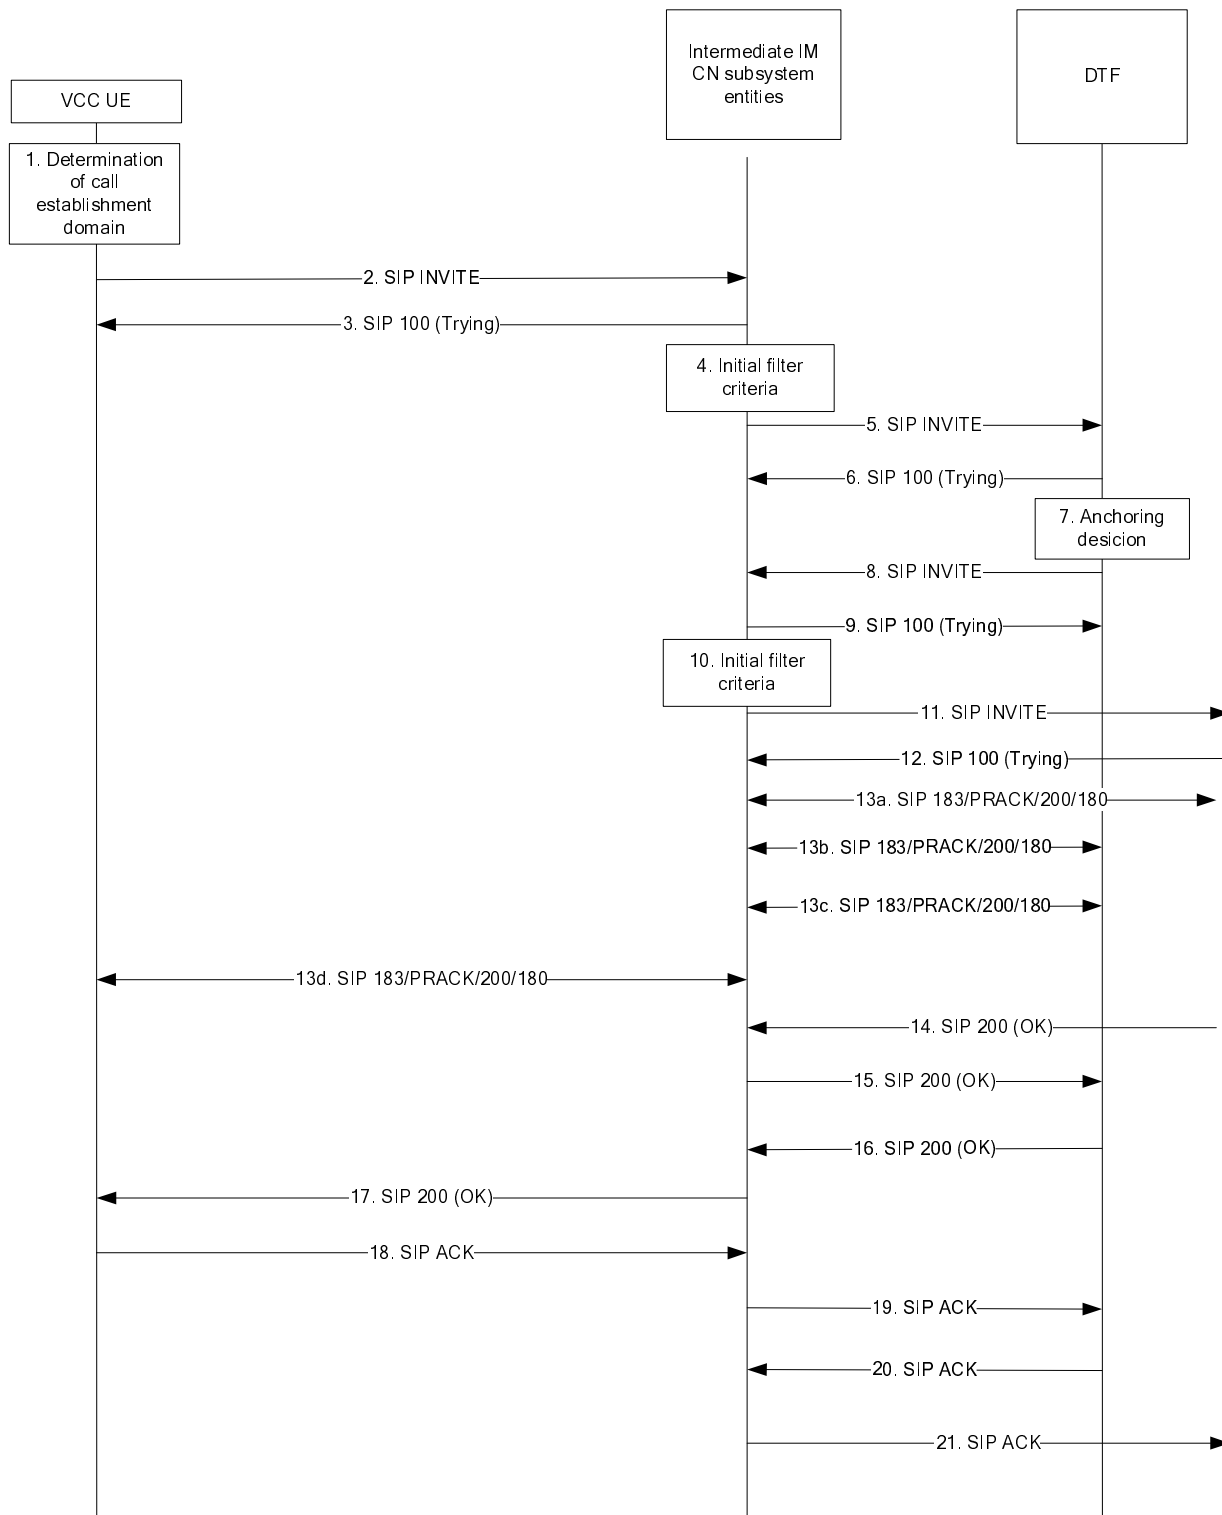 Intermediate IM
CN subsystem
entities
DTF
VCC UE
1. Determination
of call
establishment
domain
2. SIP INVITE
3. SIP 100 (Trying)
4. Initial filter
criteria
5. SIP INVITE
6. SIP 100 (Trying)
7. Anchoring
desicion
8. SIP INVITE
9. SIP 100 (Trying)
10. Initial filter
criteria
11. SIP INVITE
12. SIP 100 (Trying)
13a. SIP 183/PRACK/200/180
13b. SIP 183/PRACK/200/180
13c. SIP 183/PRACK/200/180
13d. SIP 183/PRACK/200/180
14. SIP 200 (OK)
15. SIP 200 (OK)
16. SIP 200 (OK)
17. SIP 200 (OK)
18. SIP ACK
19. SIP ACK
20. SIP ACK
21. SIP ACK